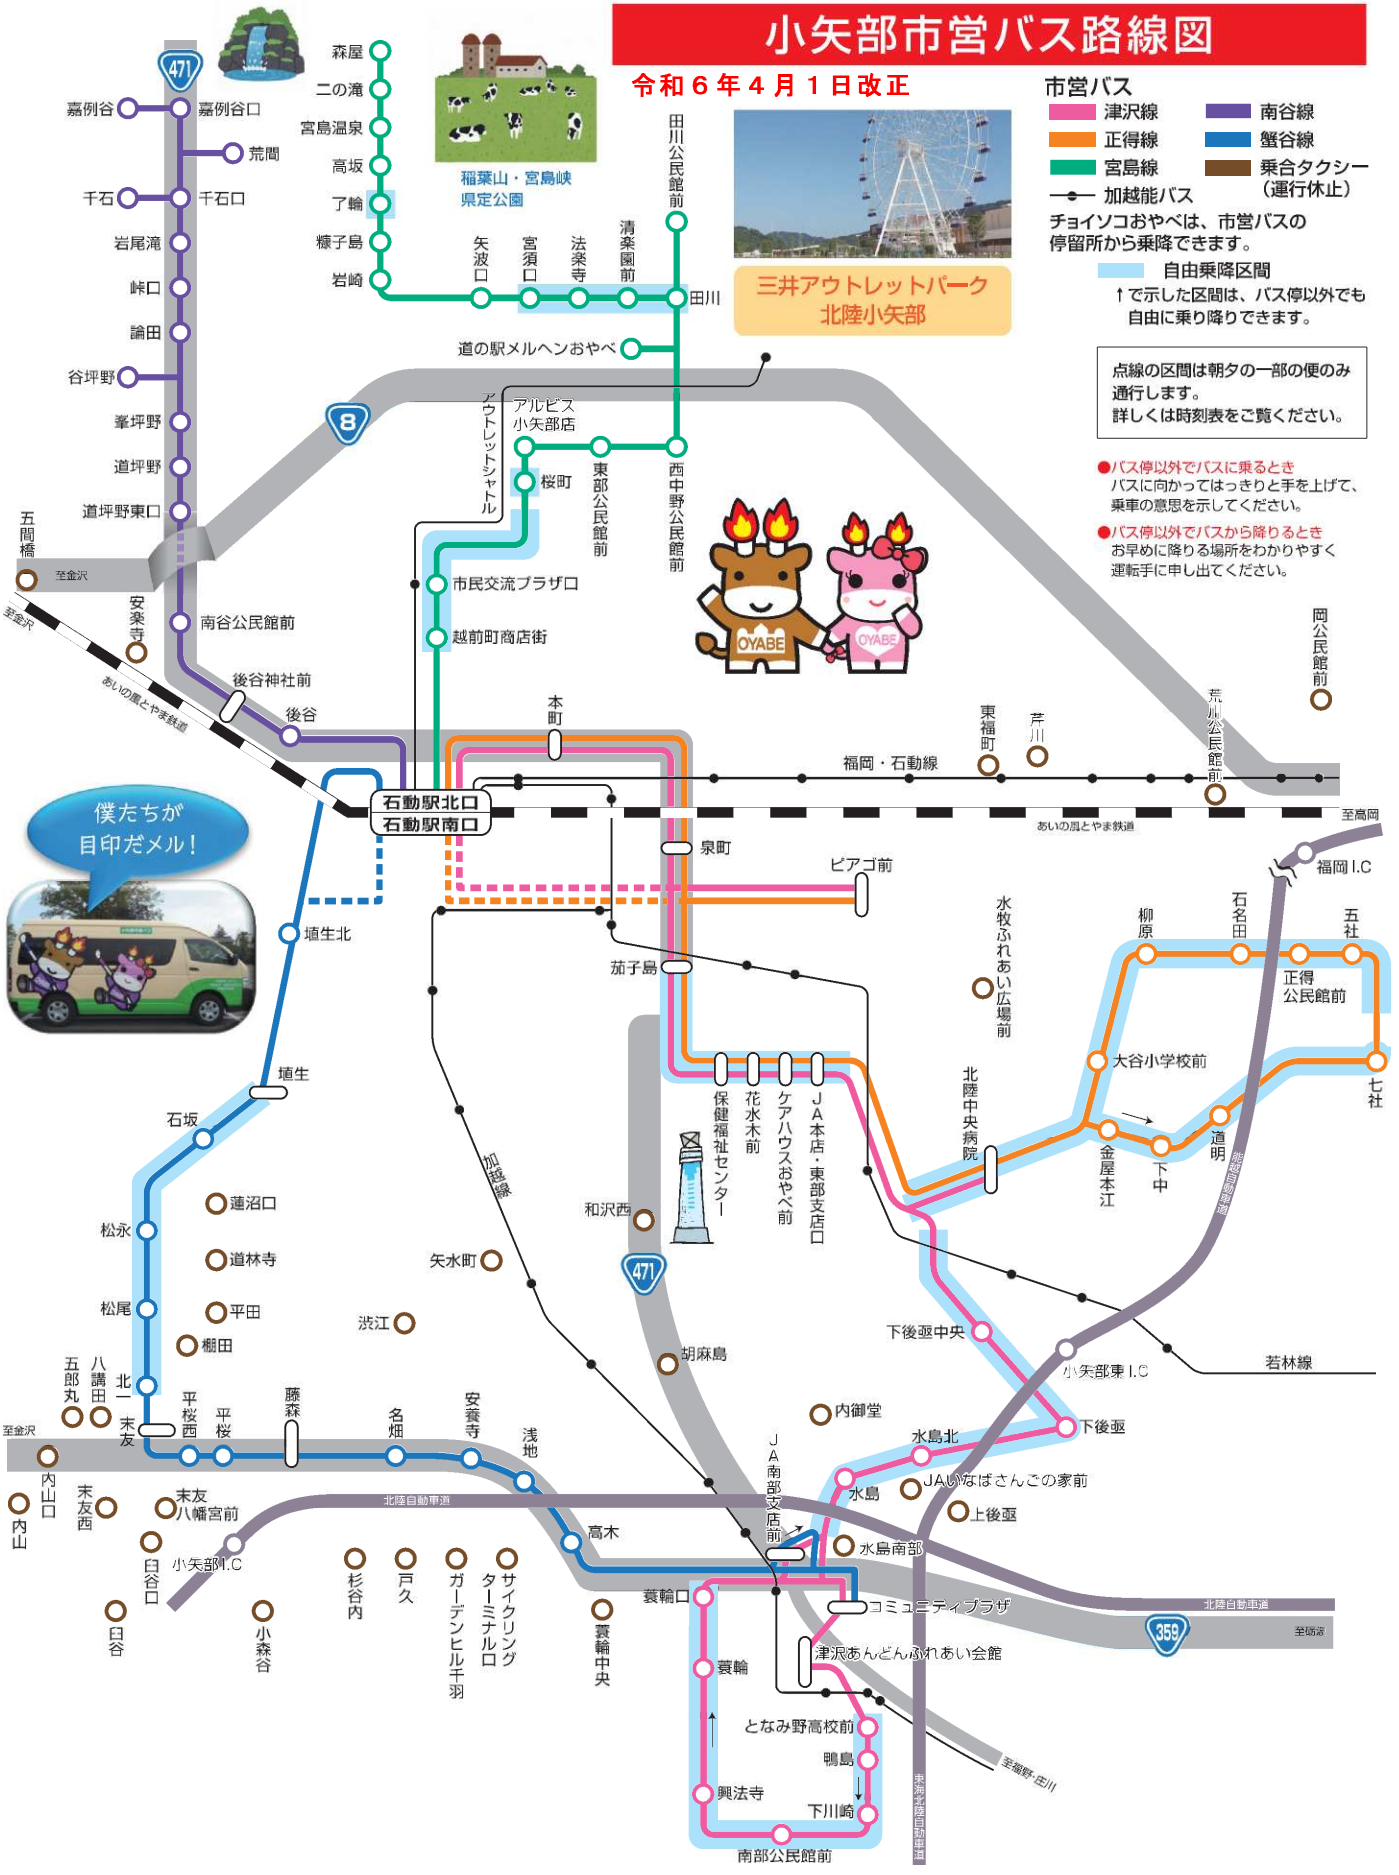 小矢部市営バス路線図
令和６年４月１日改正
市営バス
津沢線
南谷線
正得線
蟹谷線
宮島線
乗合タクシー
（運行休止）
加越能バス
チョイソコおやべは、市営バスの
停留所から乗降できます。
自由乗降区間
↑で示した区間は、バス停以外でも
自由に乗り降りできます。
点線の区間は朝夕の一部の便のみ
通行します。
詳しくは時刻表をご覧ください。
●バス停以外でバスに乗るとき
バスに向かってはっきりと手を上げて、
乗車の意思を示してください。
●バス停以外でバスから降りるとき
お早めに降りる場所をわかりやすく
運転手に申し出てください。
三井アウトレットパーク
北陸小矢部
稲葉山・宮島峡
県定公園
471
嘉例谷
嘉例谷口
荒間
千石
千石口
岩尾滝
峠口
論田
谷坪野
峯坪野
道坪野
道坪野東口
南谷公民館前
後谷神社前
後谷
森屋
二の滝
宮島温泉
高坂
了輪
糠子島
岩崎
矢波口
宮須口
法楽寺
清楽園前
田川公民館前
田川
道の駅メルヘンおやべ
8
アウトレットシャトル
アルビス
小矢部店
桜町
東部公民館前
西中野公民館前
市民交流プラザ口
越前町商店街
OYABE
OYABE
五間橋
至金沢
至金沢
安楽寺
あいの風とやま鉄道
本町
石動駅北口
石動駅南口
福岡・石動線
東福町
芹川
荒川公民館前
岡公民館前
あいの風とやま鉄道
至高岡
福岡I.C
僕たちが
目印だメル！
泉町
ピアゴ前
茄子島
埴生北
埴生
石坂
松永
松尾
北一
末友
蓮沼口
道林寺
平田
棚田
矢水町
渋江
加越線
和沢西
471
胡麻島
保健福祉センター
花水木前
ケアハウスおやべ前
JA本店・東部支店口
水牧ふれあい広場前
北陸中央病院
柳原
石名田
正得
公民館前
五社
七社
大谷小学校前
金屋本江
下中
道明
能越自動車道
下後亟中央
小矢部東I.C
若林線
下後亟
水島北
水島
内御堂
JAいなばさんごの家前
上後亟
水島南部
JA南部支店前
五郎丸
八講田
至金沢
平桜西
平桜
藤森
名畑
安養寺
浅地
高木
内山口
内山
末友西
末友
八幡宮前
臼谷口
臼谷
小矢部I.C
小森谷
北陸自動車道
杉谷内
戸久
ガーデンヒル千羽
サイクリング
ターミナル口
蓑輪中央
蓑輪口
蓑輪
興法寺
南部公民館前
コミュニティプラザ
津沢あんどんふれあい会館
となみ野高校前
鴨島
下川崎
北陸自動車道
359
至砺波
至福野・庄川
東海北陸自動車道